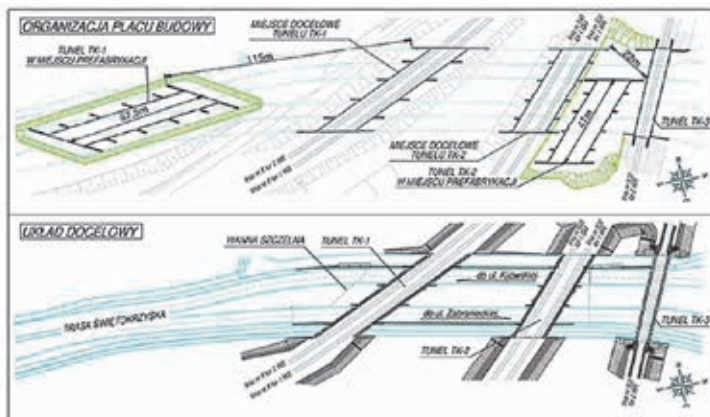 ORGANIZACJA PLACU BUDOWY
TUNEL TK-1
W MIEJSCU PREFABRYKACJI
115m
MIEJSCE DOCELOWE
TUNELU TK-1
MIEJSCE DOCELOWE
TUNELU TK-2
TUNEL TK-2
W MIEJSCU PREFABRYKACJI
TUNEL TK-3
UKŁAD DOCELOWY
WANNA SZCZELNA
TUNEL TK-1
do ul. Kijowskiej
do ul. Zabranieckiej
TRASA ŚWIĘTOKRZYSKA
TUNEL TK-2
TUNEL TK-3